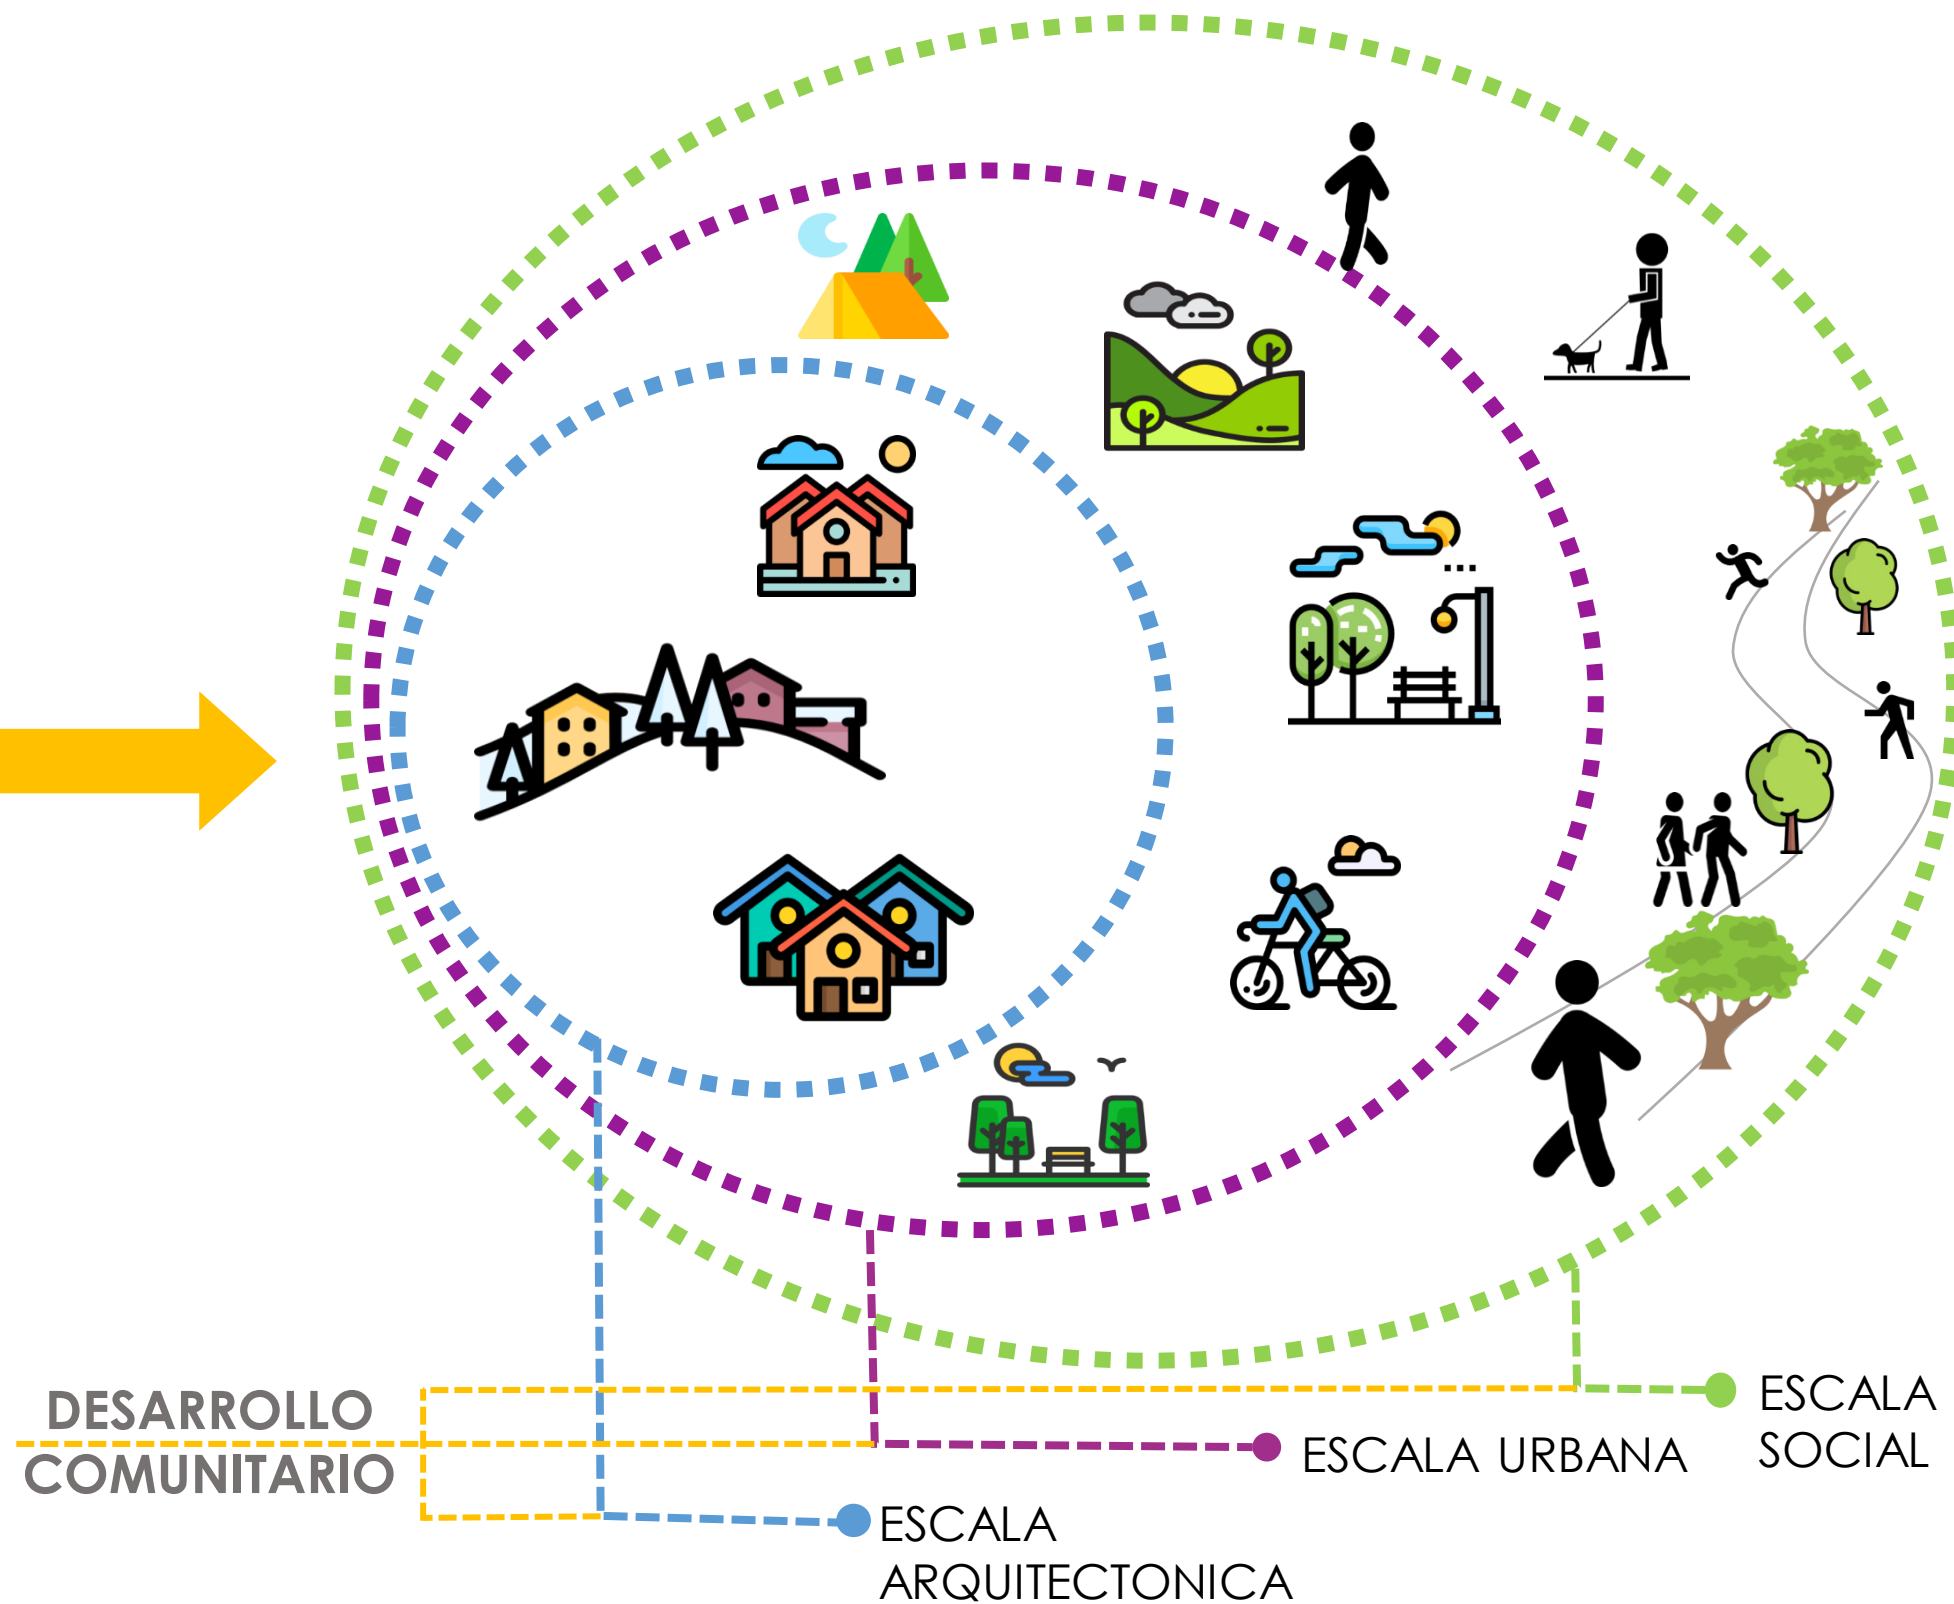 DESARROLLO
COMUNITARIO
ESCALA
SOCIAL
ESCALA URBANA
ESCALA
ARQUITECTONICA